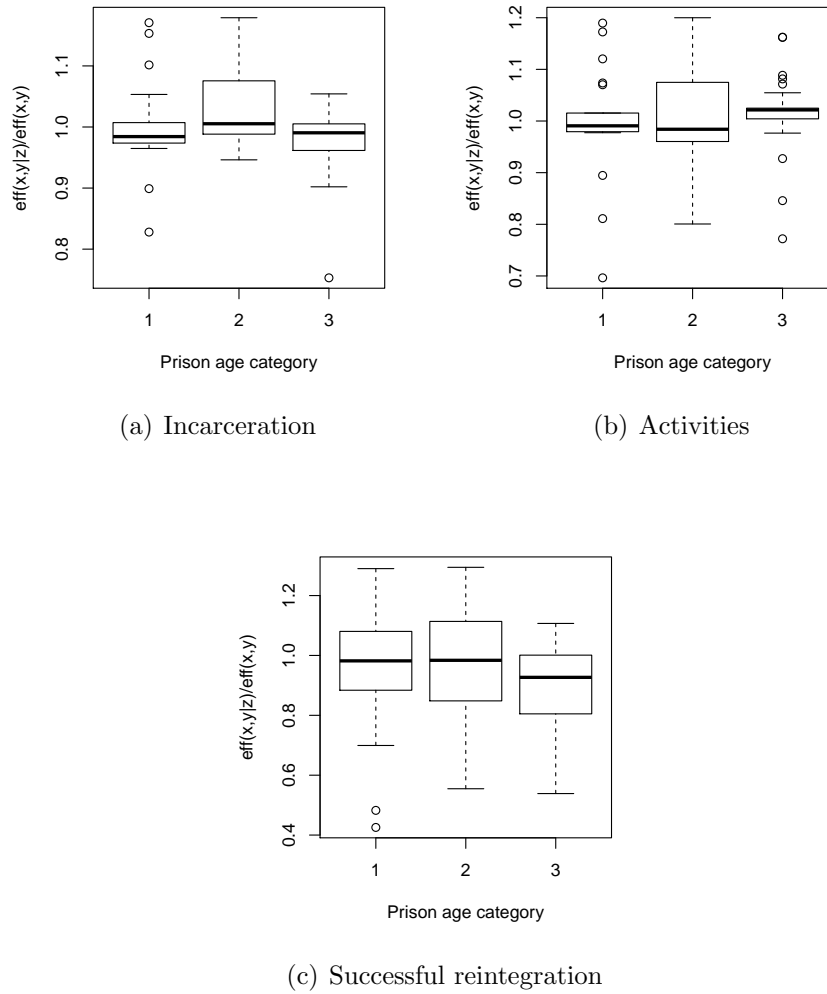 eff(x,y|z)/eff(x,y)
1.1
1.0
0.9
0.8
1
2
3
Prison age category
(a) Incarceration
eff(x,y|z)/eff(x,y)
1.2
1.1
1.0
0.9
0.8
0.7
1
2
3
Prison age category
(b) Activities
eff(x,y|z)/eff(x,y)
1.2
1.0
0.8
0.6
0.4
1
2
3
Prison age category
(c) Successful reintegration